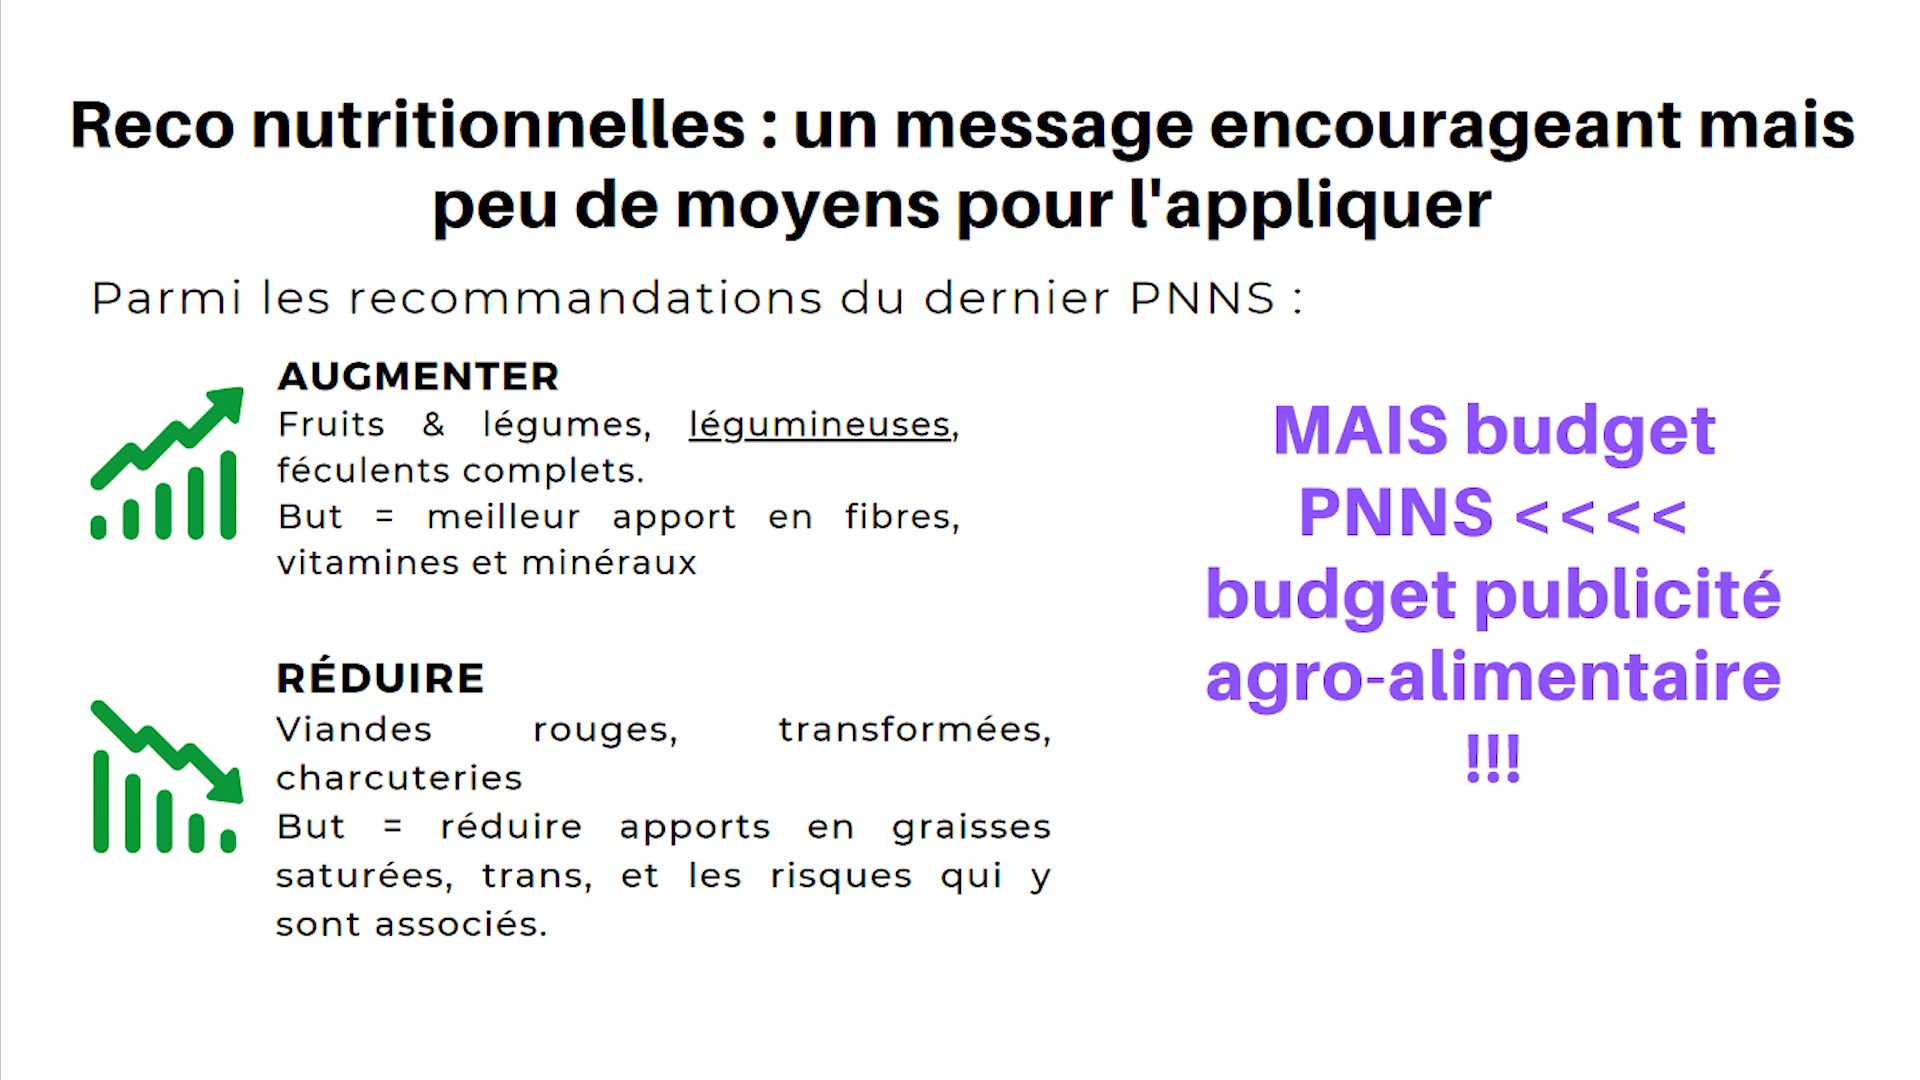 Reco nutritionnelles : un message encourageant mais
peu de moyens pour l'appliquer
Parmi les recommandations du dernier PNNS :
AUGMENTER
Fruits & légumes, légumineuses,
féculents complets.
But = meilleur apport en fibres,
vitamines et minéraux
RÉDUIRE
Viandes rouges, transformées,
charcuteries
But = réduire apports en graisses
saturées, trans, et les risques qui y
sont associés.
MAIS budget
PNNS <<<<
budget publicité
agro-alimentaire
!!!